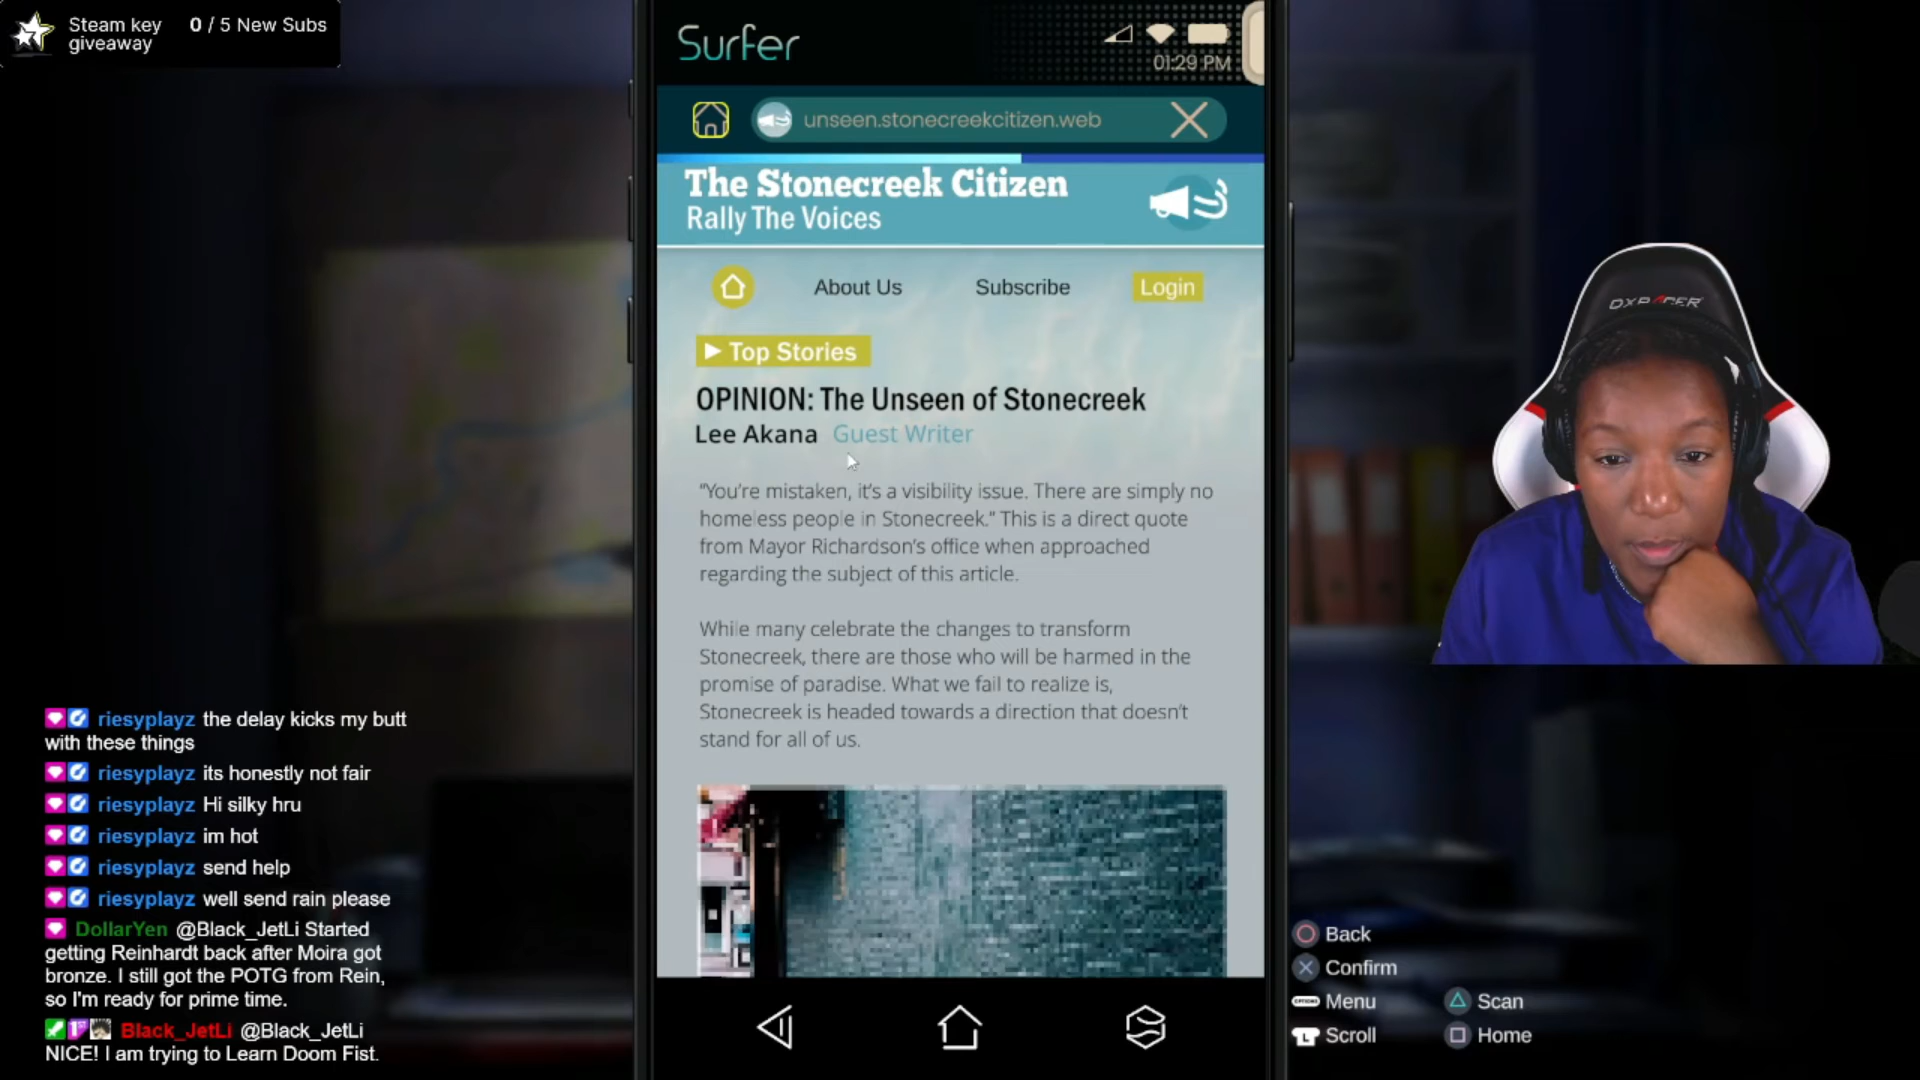 Steam key
giveaway
0 / 5 New Subs
Surfer
01:29 PM
unseen.stonecreekcitizen.web
The Stonecreek Citizen
Rally The Voices
About Us
Subscribe
Login
Top Stories
OPINION: The Unseen of Stonecreek
Lee Akana Guest Writer
"You're mistaken, it's a visibility issue. There are simply no
homeless people in Stonecreek." This is a direct quote
from Mayor Richardson's office when approached
regarding the subject of this article.
While many celebrate the changes to transform
Stonecreek, there are those who will be harmed in the
promise of paradise. What we fail to realize is,
Stonecreek is headed towards a direction that doesn't
stand for all of us.
DXRACER
riesyplayz the delay kicks my butt
with these things
riesyplayz its honestly not fair
riesyplayz Hi silky hru
riesyplayz im hot
riesyplayz send help
riesyplayz well send rain please
DollarYen @Black_JetLi Started
getting Reinhardt back after Moira got
bronze. I still got the POTG from Rein,
so I'm ready for prime time.
Black_JetLi @Black_JetLi
NICE! I am trying to Learn Doom Fist.
Back
Confirm
OPTIONS Menu
Scan
L Scroll
Home